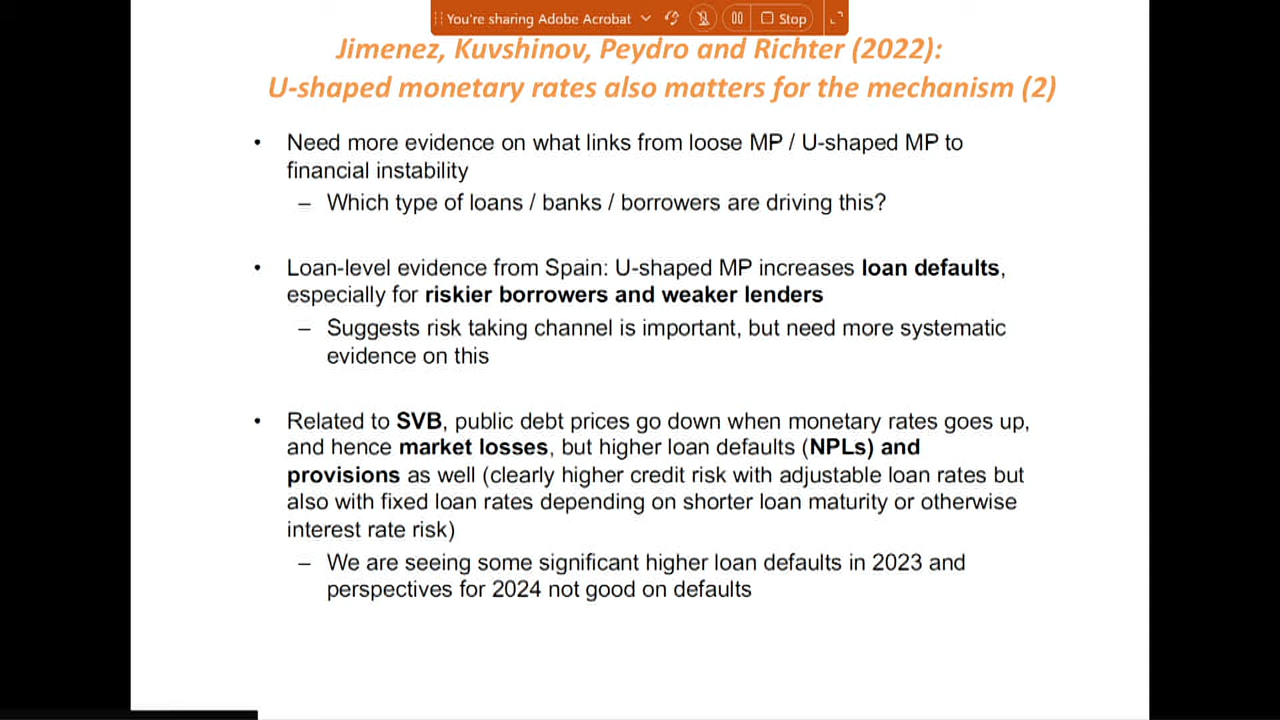 You're sharing Adobe Acrobat
Stop
Jimenez, Kuvshinov, Peydro and Richter (2022):
U-shaped monetary rates also matters for the mechanism (2)
• Need more evidence on what links from loose MP / U-shaped MP to
financial instability
– Which type of loans / banks / borrowers are driving this?
• Loan-level evidence from Spain: U-shaped MP increases loan defaults,
especially for riskier borrowers and weaker lenders
– Suggests risk taking channel is important, but need more systematic
evidence on this
• Related to SVB, public debt prices go down when monetary rates goes up,
and hence market losses, but higher loan defaults (NPLs) and
provisions as well (clearly higher credit risk with adjustable loan rates but
also with fixed loan rates depending on shorter loan maturity or otherwise
interest rate risk)
– We are seeing some significant higher loan defaults in 2023 and
perspectives for 2024 not good on defaults